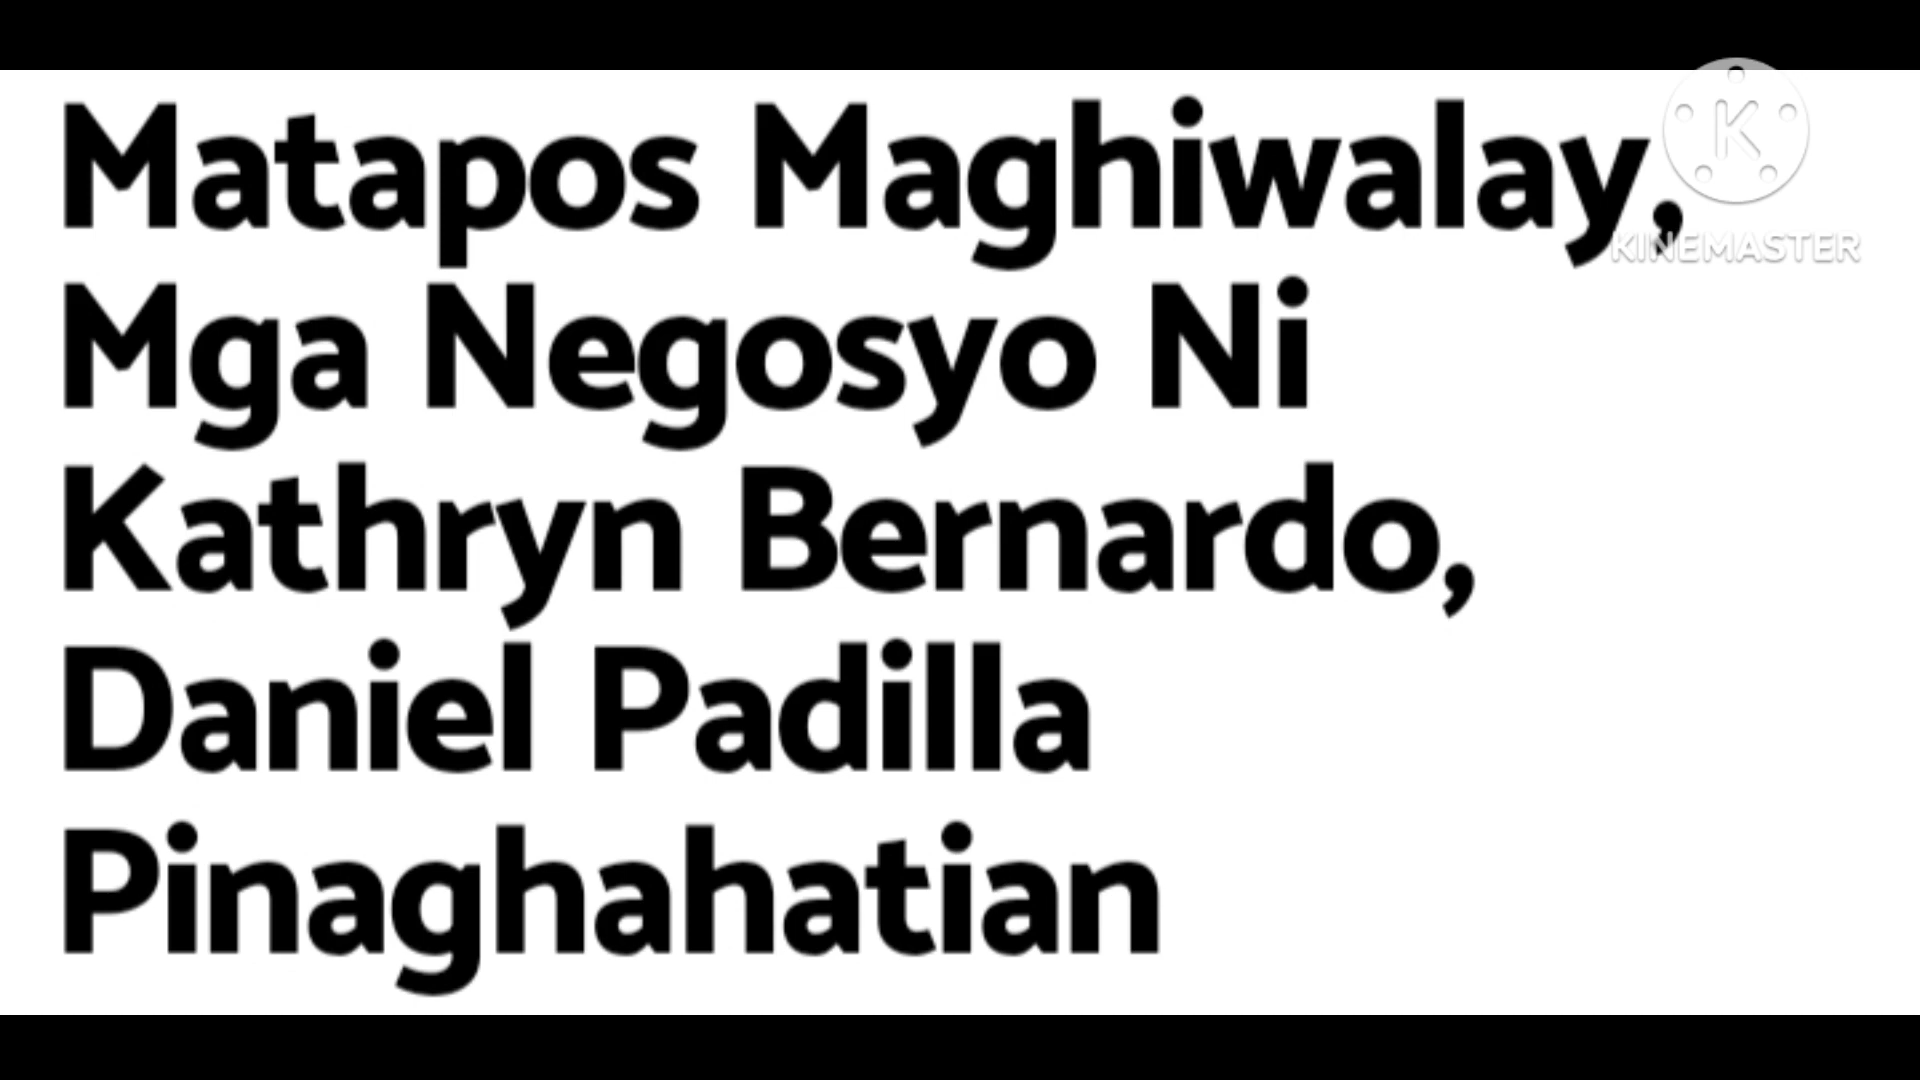 Matapos Maghiwalay,
Mga Negosyo Ni
Kathryn Bernardo,
Daniel Padilla
Pinaghahatian
K
KINEMASTER